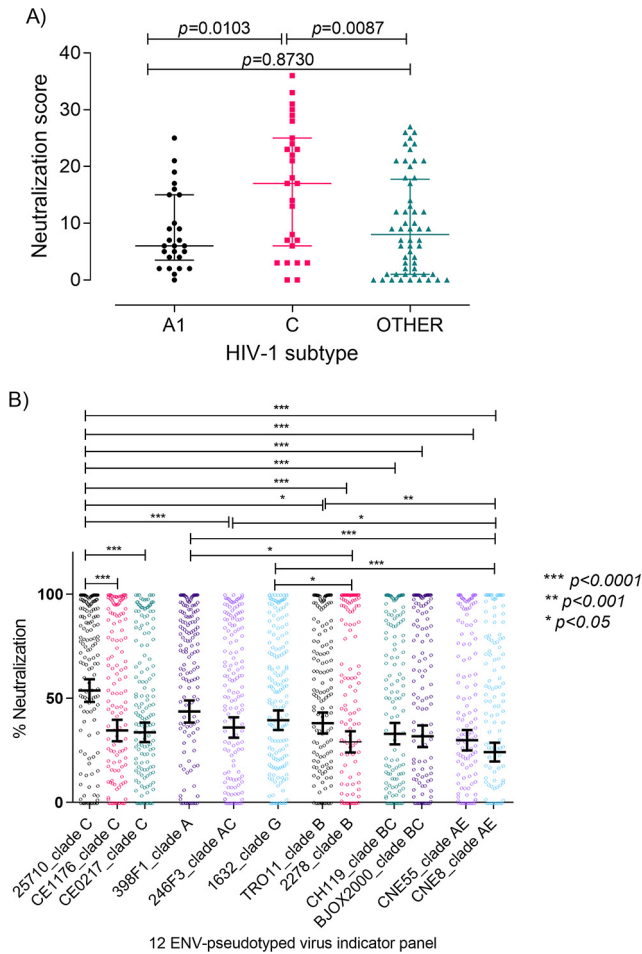 A)
p=0.0103
p=0.0087
p=0.8730
40
30
20
10
0
Neutralization score
A1
C
OTHER
HIV-1 subtype
B)
***
***
***
***
***
*
**
***
*
***
***
*
***
***
*
*** p<0.0001
** p<0.001
* p<0.05
100
50
0
% Neutralization
25710_clade C
CE1176_clade C
CE0217_clade C
398F1_clade A
246F3_clade AC
1632_clade G
TRO11_clade B
2278_clade B
CH119_clade BC
BJOX2000_clade BC
CNE55_clade AE
CNE8_clade AE
12 ENV-pseudotyped virus indicator panel